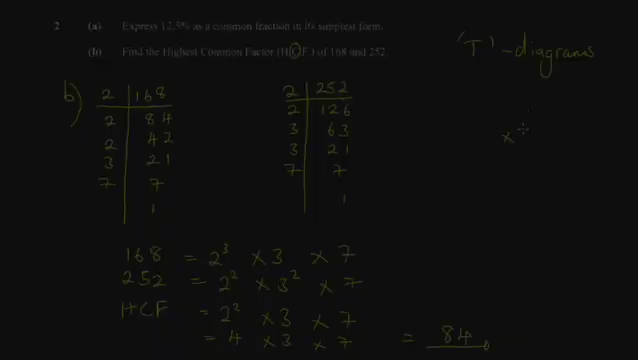 2 (a) Express 12.5% as a common fraction in its simplest form.
(b) Find the Highest Common Factor (HCF) of 168 and 252.
'T' - diagrams
b) 2 168
2 84
2 42
3 21
7 7
1
2 252
2 126
3 63
3 21
7 7
1
x
168 = 2³ × 3 × 7
252 = 2² × 3² × 7
HCF = 2² × 3 × 7
= 4 × 3 × 7 = 84